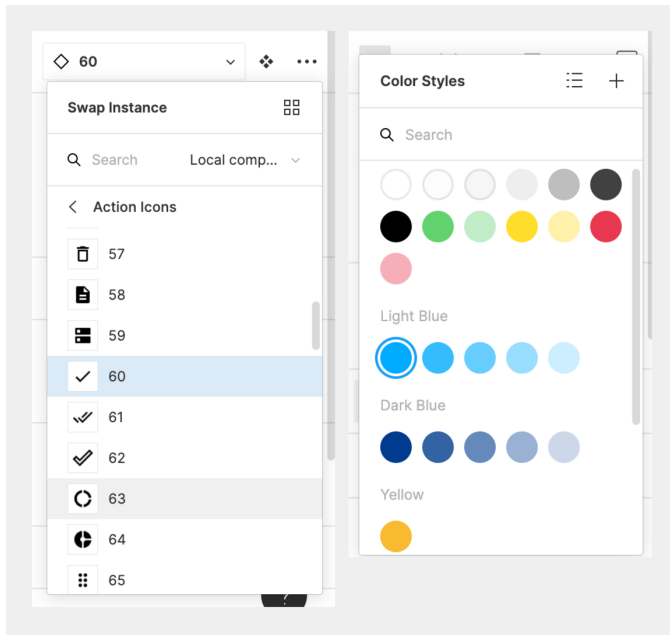 60
Swap Instance
Search
Local comp...
Action Icons
57
58
59
60
61
62
63
64
65
?
Color Styles
Search
Light Blue
Dark Blue
Yellow